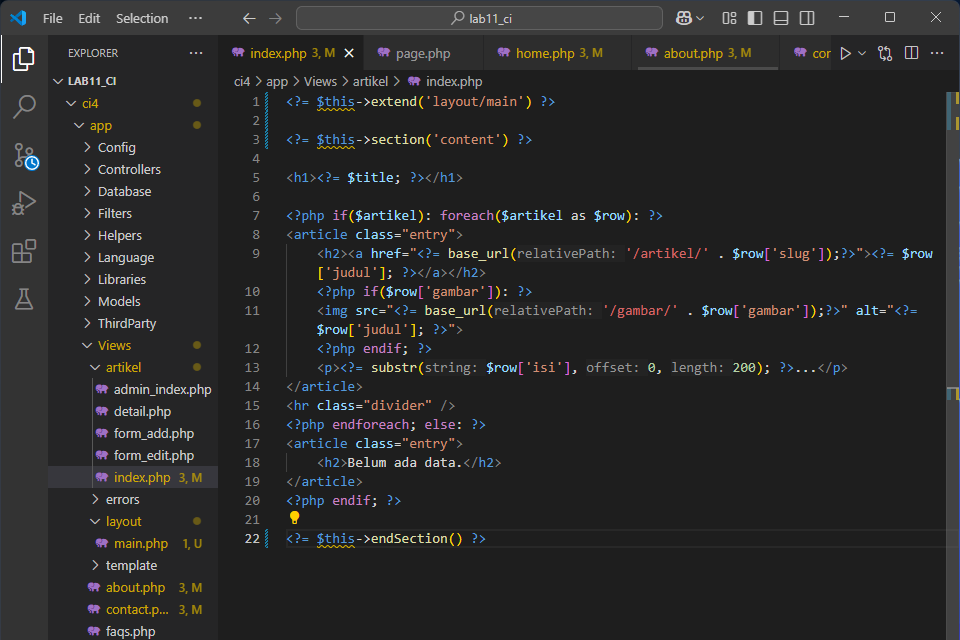 File Edit Selection ··· lab11_ci
EXPLORER ···
LAB11_CI
ci4
app
Config
Controllers
Database
Filters
Helpers
Language
Libraries
Models
ThirdParty
Views
artikel
admin_index.php
detail.php
form_add.php
form_edit.php
index.php 3, M
errors
layout
main.php 1, U
template
about.php 3, M
contact.p... 3, M
faqs.php
index.php 3, M page.php home.php 3, M about.php 3, M cor
ci4 > app > Views > artikel > index.php
1 <?= $this->extend('layout/main') ?>
2
3 <?= $this->section('content') ?>
4
5 <h1><?= $title; ?></h1>
6
7 <?php if($artikel): foreach($artikel as $row): ?>
8 <article class="entry">
9 <h2><a href="<?= base_url(relativePath: '/artikel/' . $row['slug']);?>"><?= $row
['judul']; ?></a></h2>
10 <?php if($row['gambar']): ?>
11 <img src="<?= base_url(relativePath: '/gambar/' . $row['gambar']);?>" alt="<?=
$row['judul']; ?>">
12 <?php endif; ?>
13 <p><?= substr(string: $row['isi'], offset: 0, length: 200); ?>...</p>
14 </article>
15 <hr class="divider" />
16 <?php endforeach; else: ?>
17 <article class="entry">
18 <h2>Belum ada data.</h2>
19 </article>
20 <?php endif; ?>
21
22 <?= $this->endSection() ?>